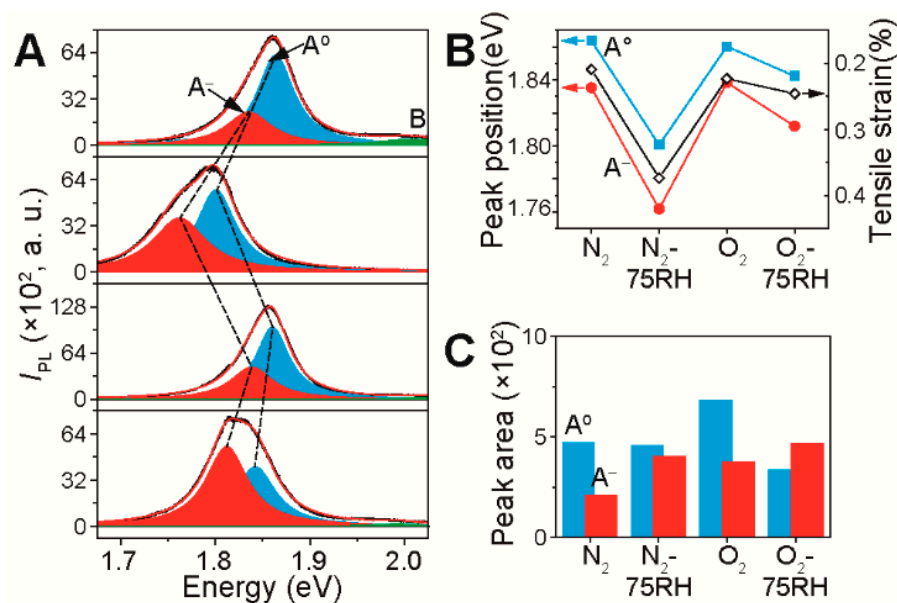 A
64
32
0
A⁻
A⁰
B
64
32
0
128
64
0
64
32
0
I_PL (×10², a. u.)
1.7 1.8 1.9 2.0
Energy (eV)
B
Peak position(eV)
1.84
1.80
1.76
A⁰
A⁻
0.2
0.3
0.4
Tensile strain(%)
N₂ N₂- O₂ O₂-
75RH 75RH
C
Peak area (×10²)
10
5
0
A⁰
A⁻
N₂ N₂- O₂ O₂-
75RH 75RH